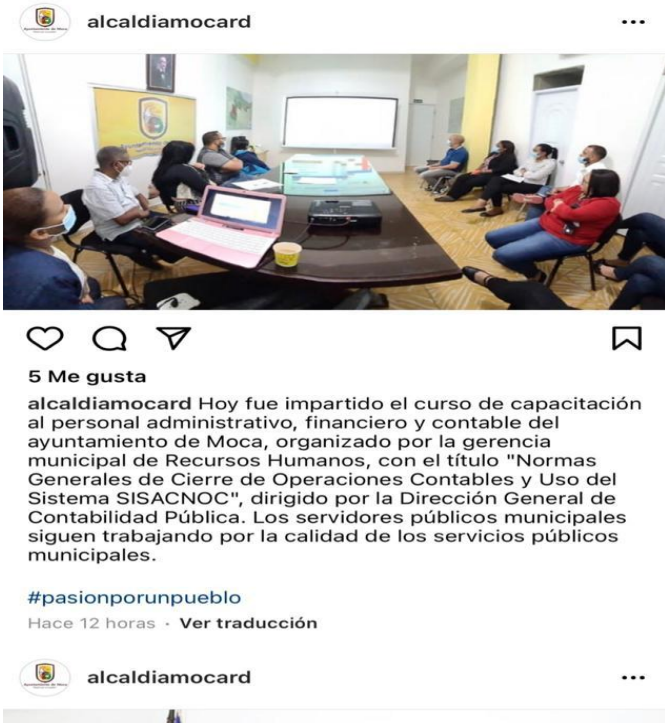 alcaldiamocard
5 Me gusta
alcaldiamocard Hoy fue impartido el curso de capacitación
al personal administrativo, financiero y contable del
ayuntamiento de Moca, organizado por la gerencia
municipal de Recursos Humanos, con el título "Normas
Generales de Cierre de Operaciones Contables y Uso del
Sistema SISACNOC", dirigido por la Dirección General de
Contabilidad Pública. Los servidores públicos municipales
siguen trabajando por la calidad de los servicios públicos
municipales.
#pasionporunpueblo
Hace 12 horas · Ver traducción
alcaldiamocard